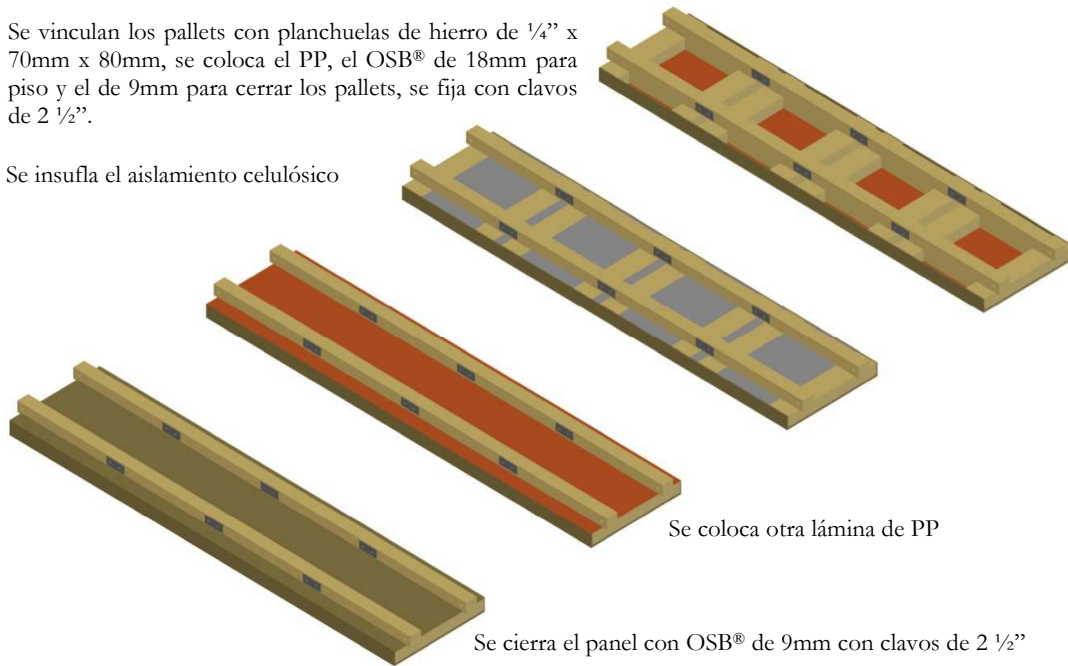 Se vinculan los pallets con planchuelas de hierro de ¼” x
70mm x 80mm, se coloca el PP, el OSB® de 18mm para
piso y el de 9mm para cerrar los pallets, se fija con clavos
de 2 ½”.
Se insufla el aislamiento celulósico
Se coloca otra lámina de PP
Se cierra el panel con OSB® de 9mm con clavos de 2 ½”